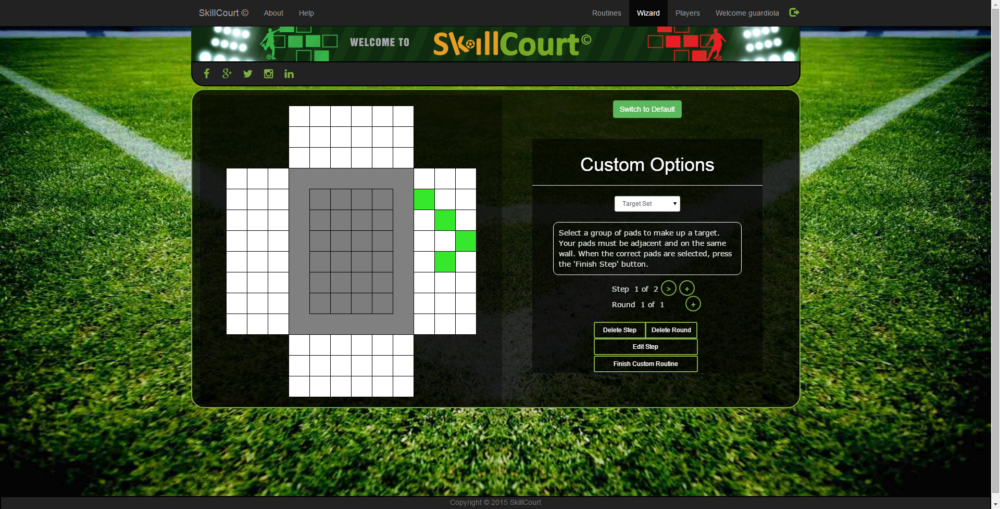 SkillCourt © About Help Routines Wizard Players Welcome guardiola
WELCOME TO SkillCourt©
Switch to Default
Custom Options
Target Set
Select a group of pads to make up a target.
Your pads must be adjacent and on the same
wall. When the correct pads are selected, press
the 'Finish Step' button.
Step 1 of 2 > +
Round 1 of 1 +
Delete Step Delete Round
Edit Step
Finish Custom Routine
Copyright © 2015 SkillCourt